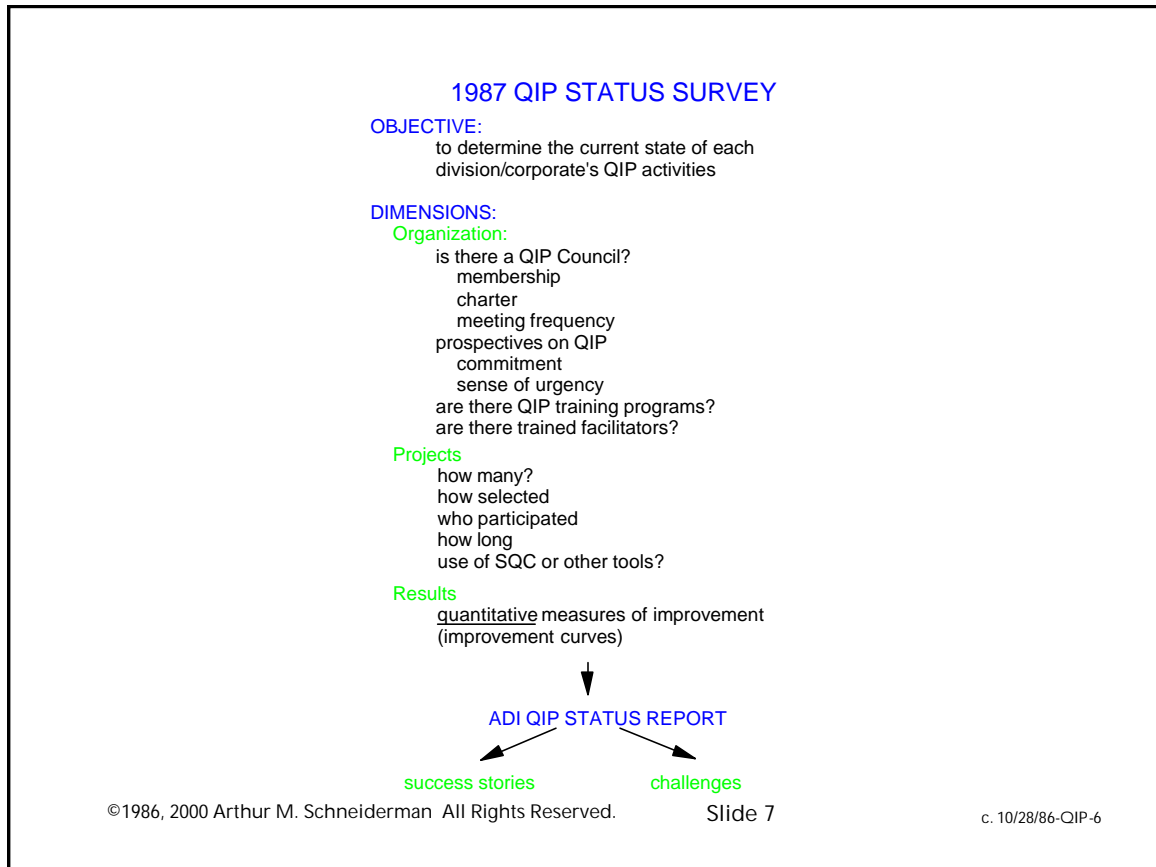 1987 QIP STATUS SURVEY
OBJECTIVE:
to determine the current state of each
division/corporate's QIP activities
DIMENSIONS:
Organization:
is there a QIP Council?
membership
charter
meeting frequency
prospectives on QIP
commitment
sense of urgency
are there QIP training programs?
are there trained facilitators?
Projects
how many?
how selected
who participated
how long
use of SQC or other tools?
Results
quantitative measures of improvement
(improvement curves)
ADI QIP STATUS REPORT
success stories challenges
©1986, 2000 Arthur M. Schneiderman All Rights Reserved. Slide 7 c. 10/28/86-QIP-6